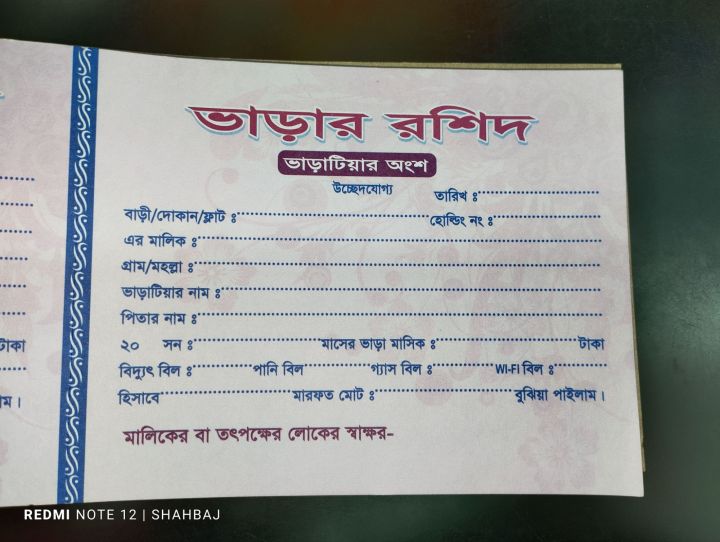 ভাড়ার রশিদ
ভাড়াটিয়ার অংশ
উচ্ছেদযোগ্য
তারিখ ঃ
বাড়ী/দোকান/ফ্লাট ঃ হোল্ডিং নং ঃ
এর মালিক ঃ
গ্রাম/মহল্লা ঃ
ভাড়াটিয়ার নাম ঃ
পিতার নাম ঃ
২০ সন ঃ মাসের ভাড়া মাসিক ঃ টাকা
বিদ্যুৎ বিল ঃ পানি বিল গ্যাস বিল ঃ WI-FI বিল ঃ
হিসাবে মারফত মোট ঃ বুঝিয়া পাইলাম।
মালিকের বা তৎপক্ষের লোকের স্বাক্ষর-
টাকা
REDMI NOTE 12 | SHAHBAJ